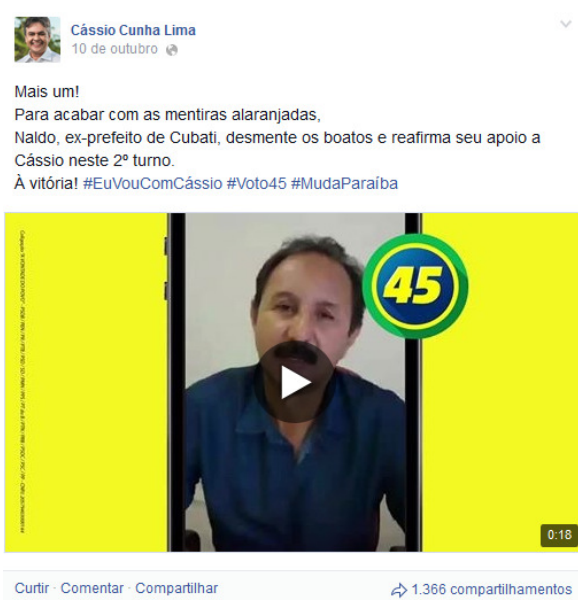 Cássio Cunha Lima
10 de outubro
Mais um!
Para acabar com as mentiras alaranjadas,
Naldo, ex-prefeito de Cubati, desmente os boatos e reafirma seu apoio a
Cássio neste 2º turno.
À vitória! #EuVouComCássio #Voto45 #MudaParaíba
45
0:18
Curtir · Comentar · Compartilhar
1.366 compartilhamentos